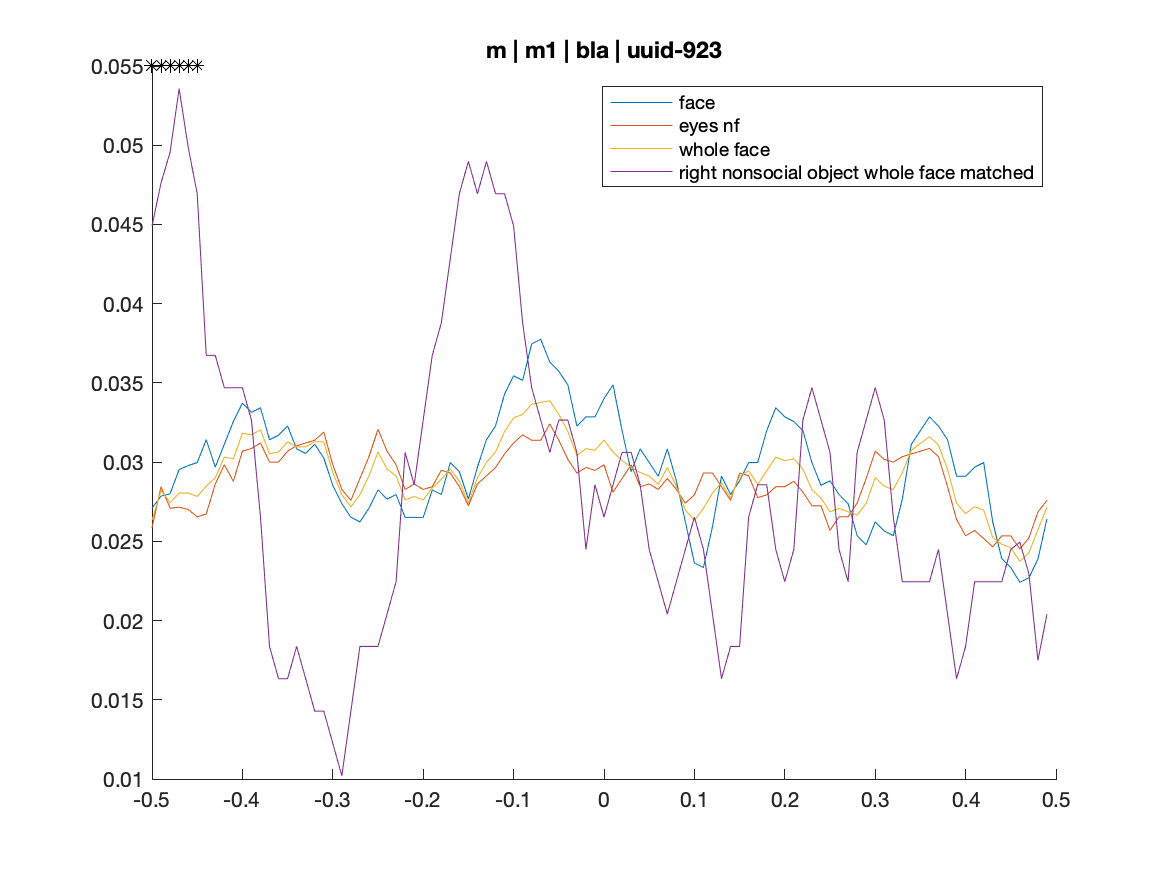 m | m1 | bla | uuid-923
face
eyes nf
whole face
right nonsocial object whole face matched
0.055
0.05
0.045
0.04
0.035
0.03
0.025
0.02
0.015
0.01
-0.5 -0.4 -0.3 -0.2 -0.1 0 0.1 0.2 0.3 0.4 0.5